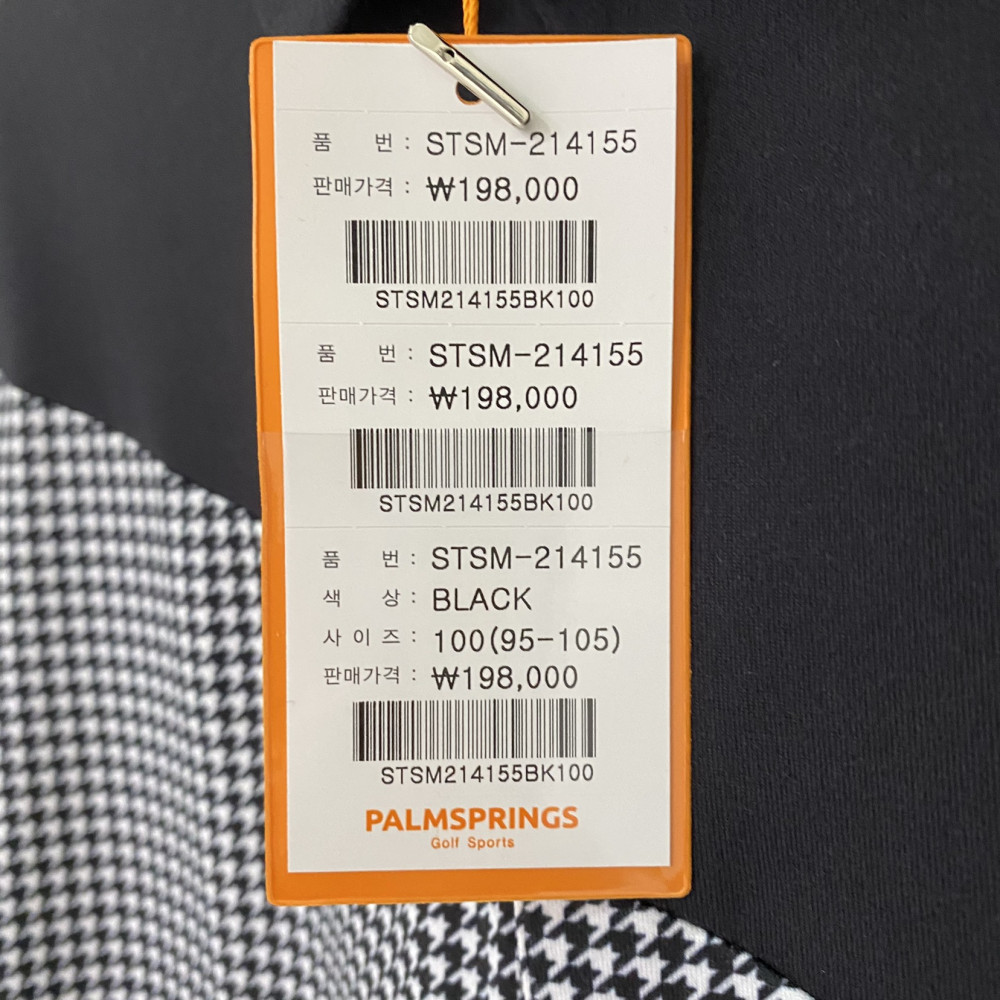 품 번 : STSM-214155
판매가격 : ₩198,000
STSM214155BK100
품 번 : STSM-214155
판매가격 : ₩198,000
STSM214155BK100
품 번 : STSM-214155
색 상 : BLACK
사 이 즈 : 100(95-105)
판매가격 : ₩198,000
STSM214155BK100
PALMSPRINGS
Golf Sports